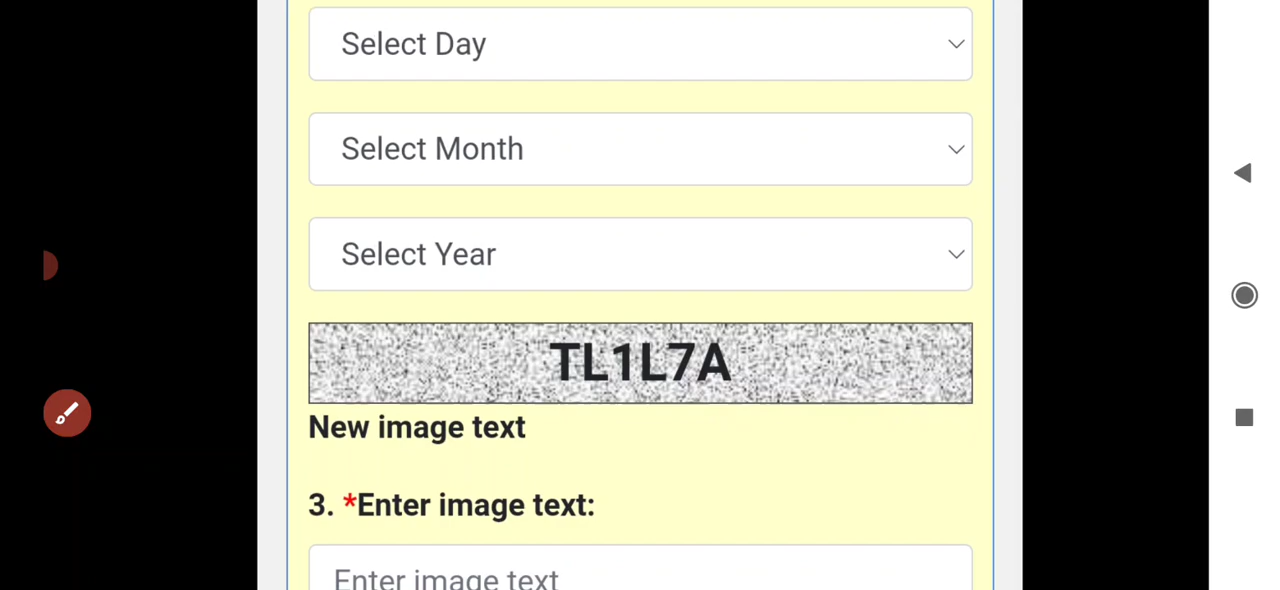 Select Day
Select Month
Select Year
TL1L7A
New image text
3. *Enter image text:
Enter image text